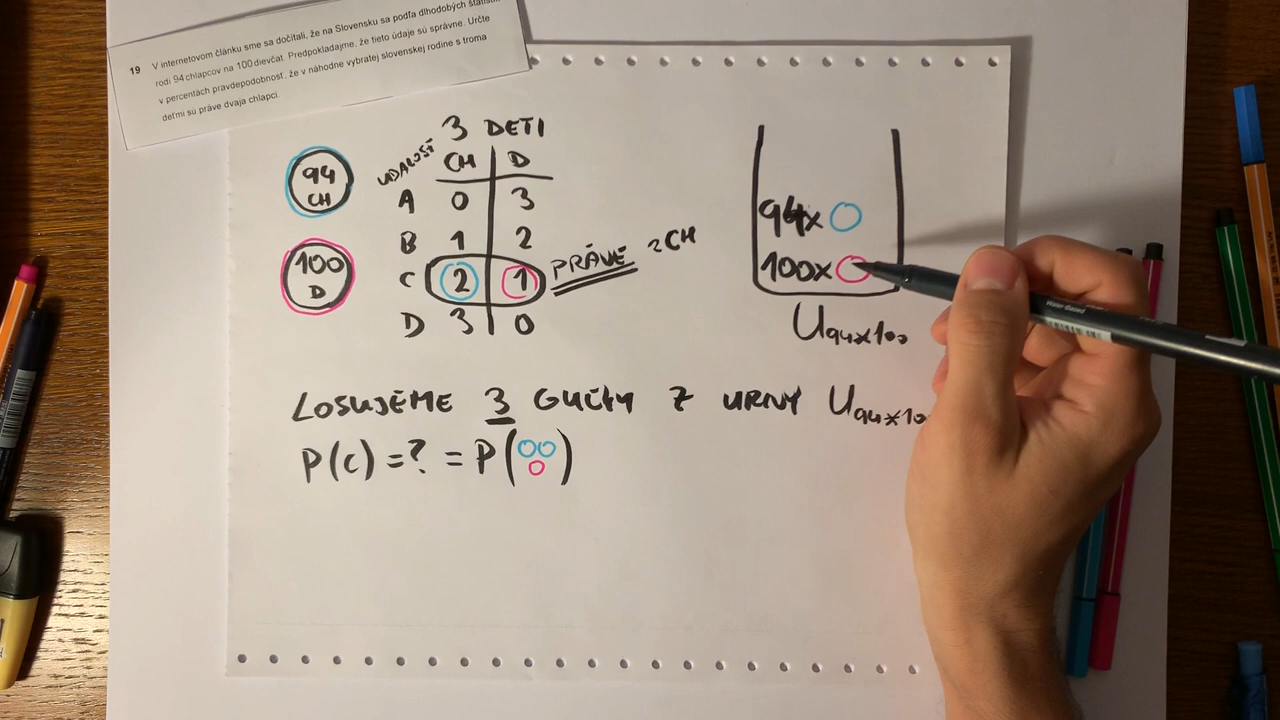 19 V internetovom článku sme sa dočítali, že na Slovensku sa podľa dlhodobých
rodí 94 chlapcov na 100 dievčat. Predpokladajme, že tieto údaje sú správne. Určte
v percentách pravdepodobnosť, že v náhodne vybratej slovenskej rodine s troma
deťmi sú práve dvaja chlapci.
3 DETI
UDALOSŤ CH D
94 CH
A 0 3
B 1 2
100 D
C 2 1 PRÁVE 2CH
D 3 0
94x
100x
U94x100
LOSUJEME 3 GUĽKY Z URNY
P(C)=? = P( )